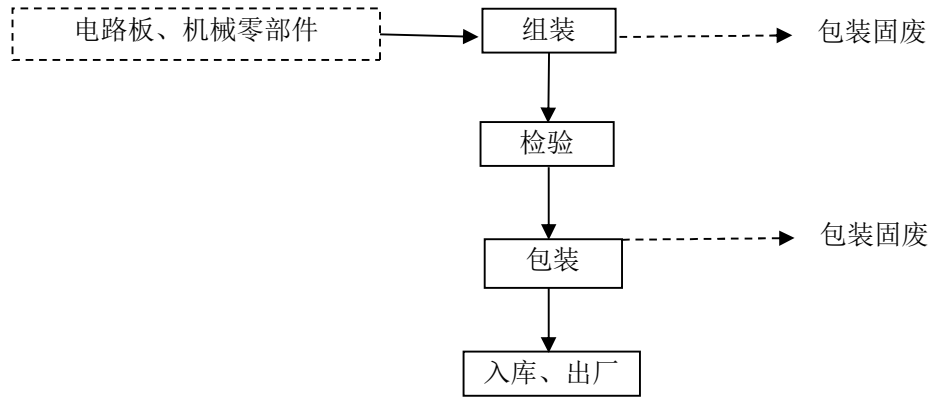 电路板、机械零部件
组装
包装固废
检验
包装固废
包装
入库、出厂